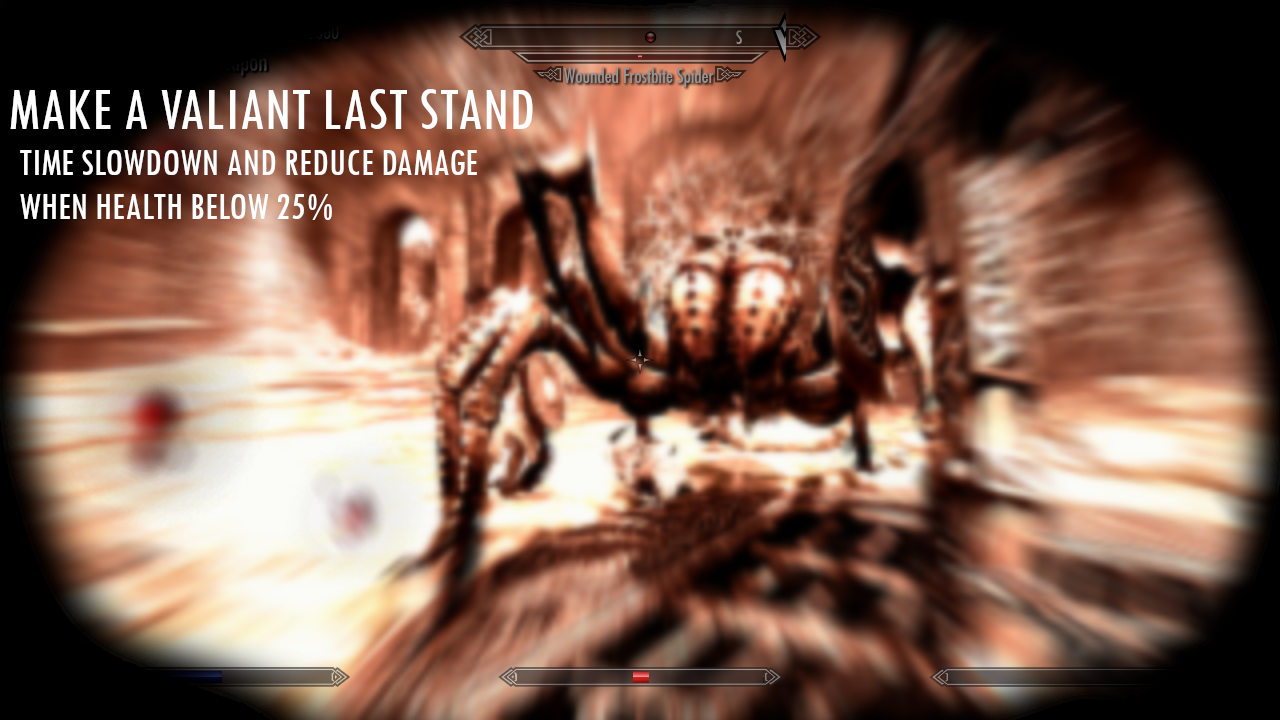 S
Wounded Frostbite Spider
MAKE A VALIANT LAST STAND
TIME SLOWDOWN AND REDUCE DAMAGE
WHEN HEALTH BELOW 25%